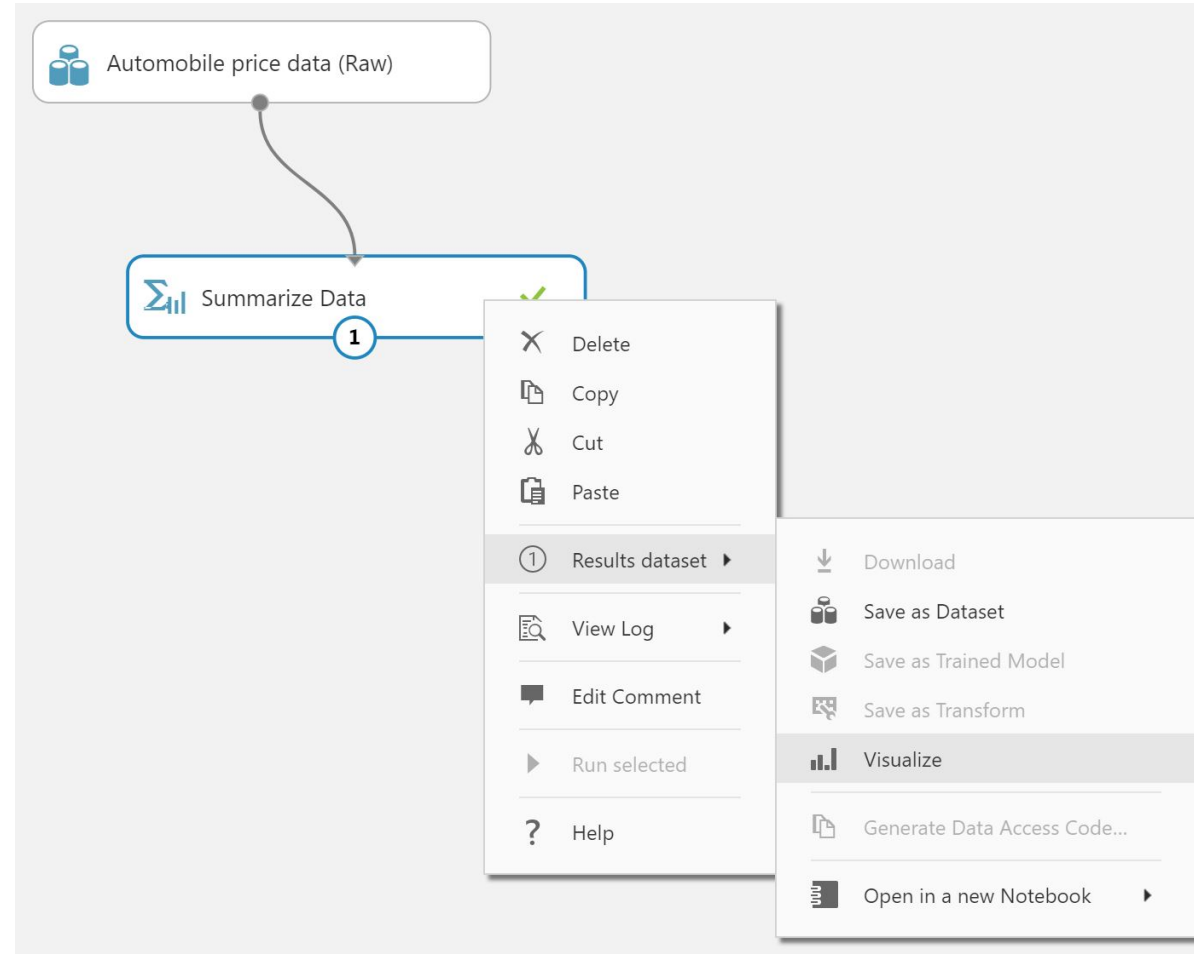 Automobile price data (Raw)
Summarize Data
1
Delete
Copy
Cut
Paste
1 Results dataset
View Log
Edit Comment
Run selected
? Help
Download
Save as Dataset
Save as Trained Model
Save as Transform
Visualize
Generate Data Access Code...
Open in a new Notebook